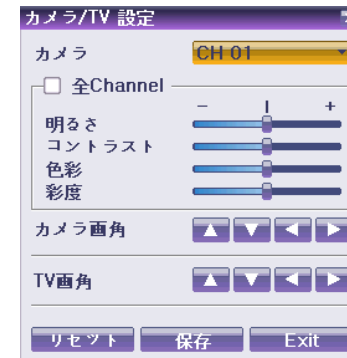 カメラ/TV 設定
カメラ CH 01
全Channel
- | +
明るさ
コントラスト
色彩
彩度
カメラ画角
TV画角
リセット 保存 Exit